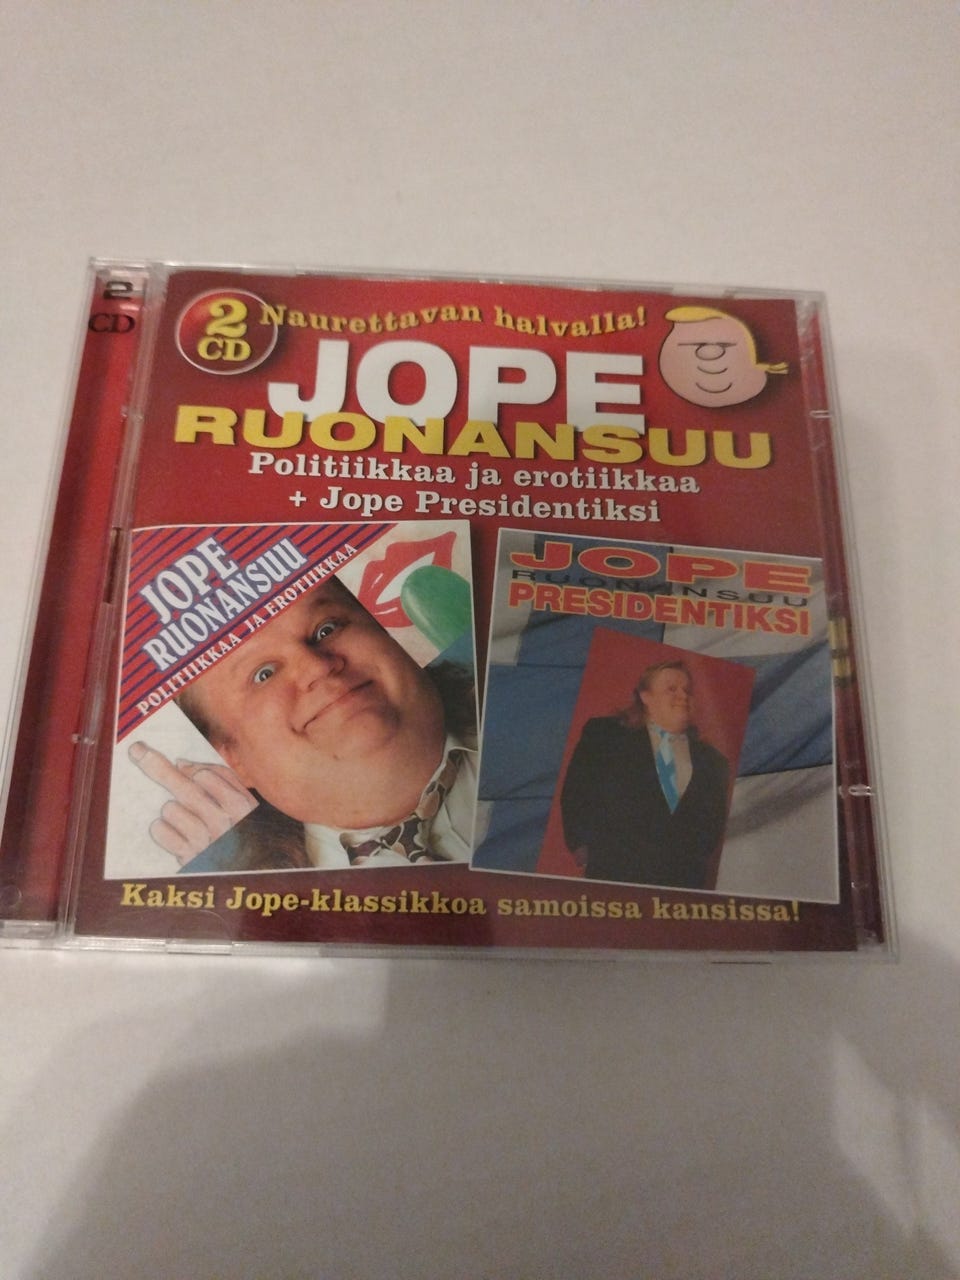 2
CD
2
CD
Naurettavan halvalla!
JOPE
RUONANSUU
Politiikkaa ja erotiikkaa
+ Jope Presidentiksi
JOPE
RUONANSUU
POLITIIKKAA JA EROTIIKKAA
JOPE
RUONANSUU
PRESIDENTIKSI
Kaksi Jope-klassikkoa samoissa kansissa!